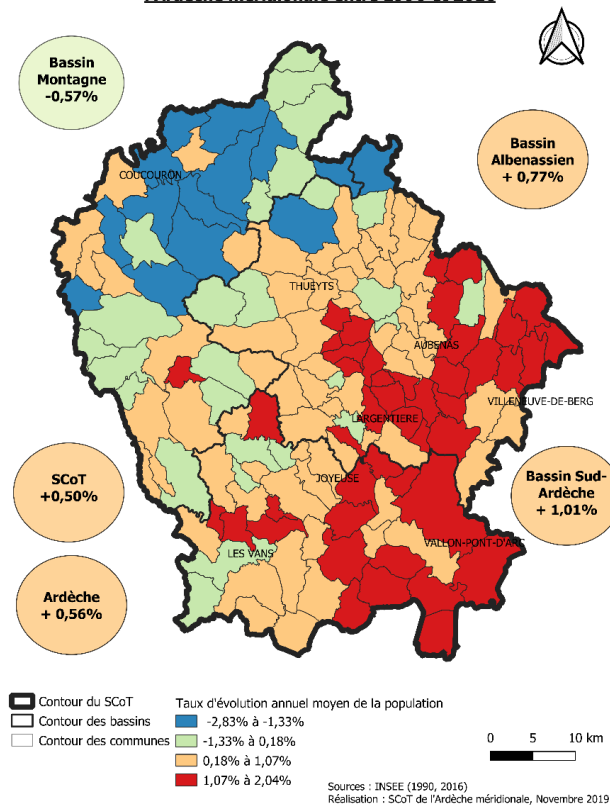 Bassin
Montagne
-0,57%
Bassin
Albenassien
+ 0,77%
COUCOURON
THUEYTS
AUBENAS
VILLENEUVE-DE-BERG
LARGENTIERE
SCoT
+0,50%
JOYEUSE
Bassin Sud-
Ardèche
+ 1,01%
VALLON-PONT-D'ARC
LES VANS
Ardèche
+ 0,56%
Contour du SCoT
Contour des bassins
Contour des communes
Taux d'évolution annuel moyen de la population
-2,83% à -1,33%
-1,33% à 0,18%
0,18% à 1,07%
1,07% à 2,04%
0 5 10 km
Sources : INSEE (1990, 2016)
Réalisation : SCoT de l'Ardèche méridionale, Novembre 2019